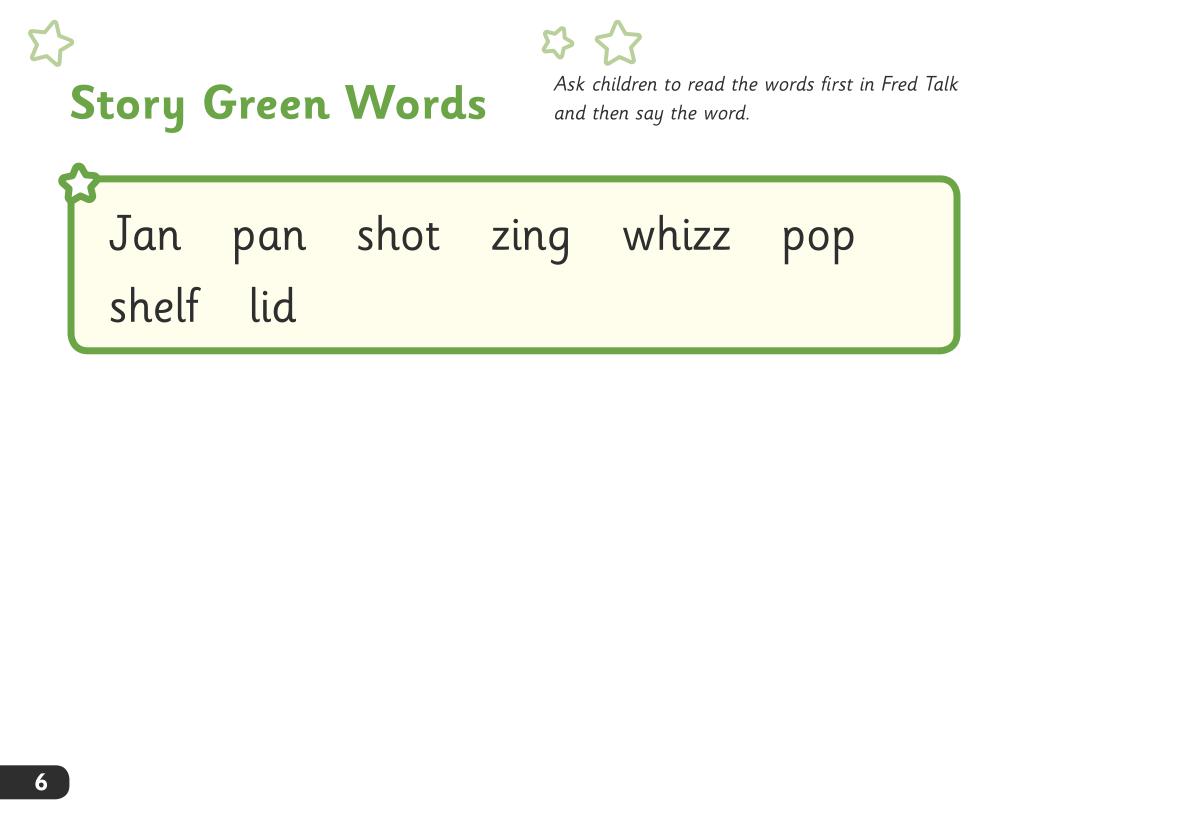 Story Green Words
Ask children to read the words first in Fred Talk
and then say the word.
Jan pan shot zing whizz pop
shelf lid
6